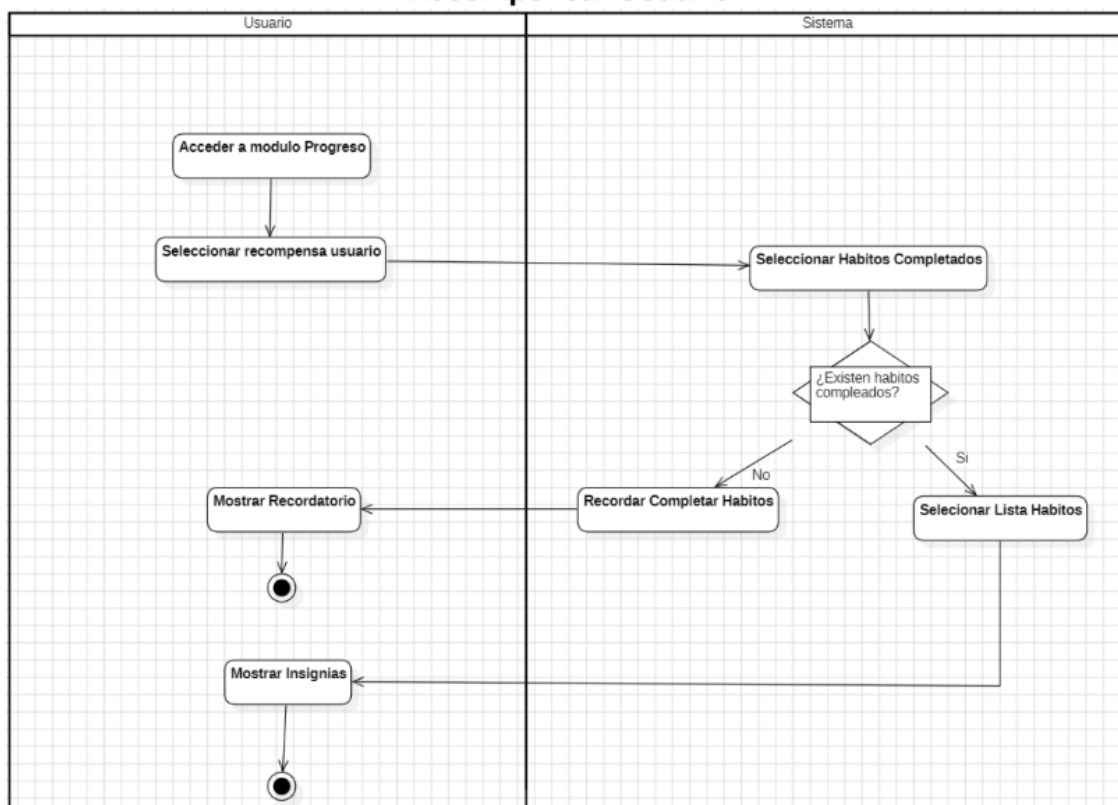 Usuario
Sistema
Acceder a modulo Progreso
Seleccionar recompensa usuario
Seleccionar Habitos Completados
¿Existen habitos
compleados?
No
Si
Mostrar Recordatorio
Recordar Completar Habitos
Selecionar Lista Habitos
Mostrar Insignias